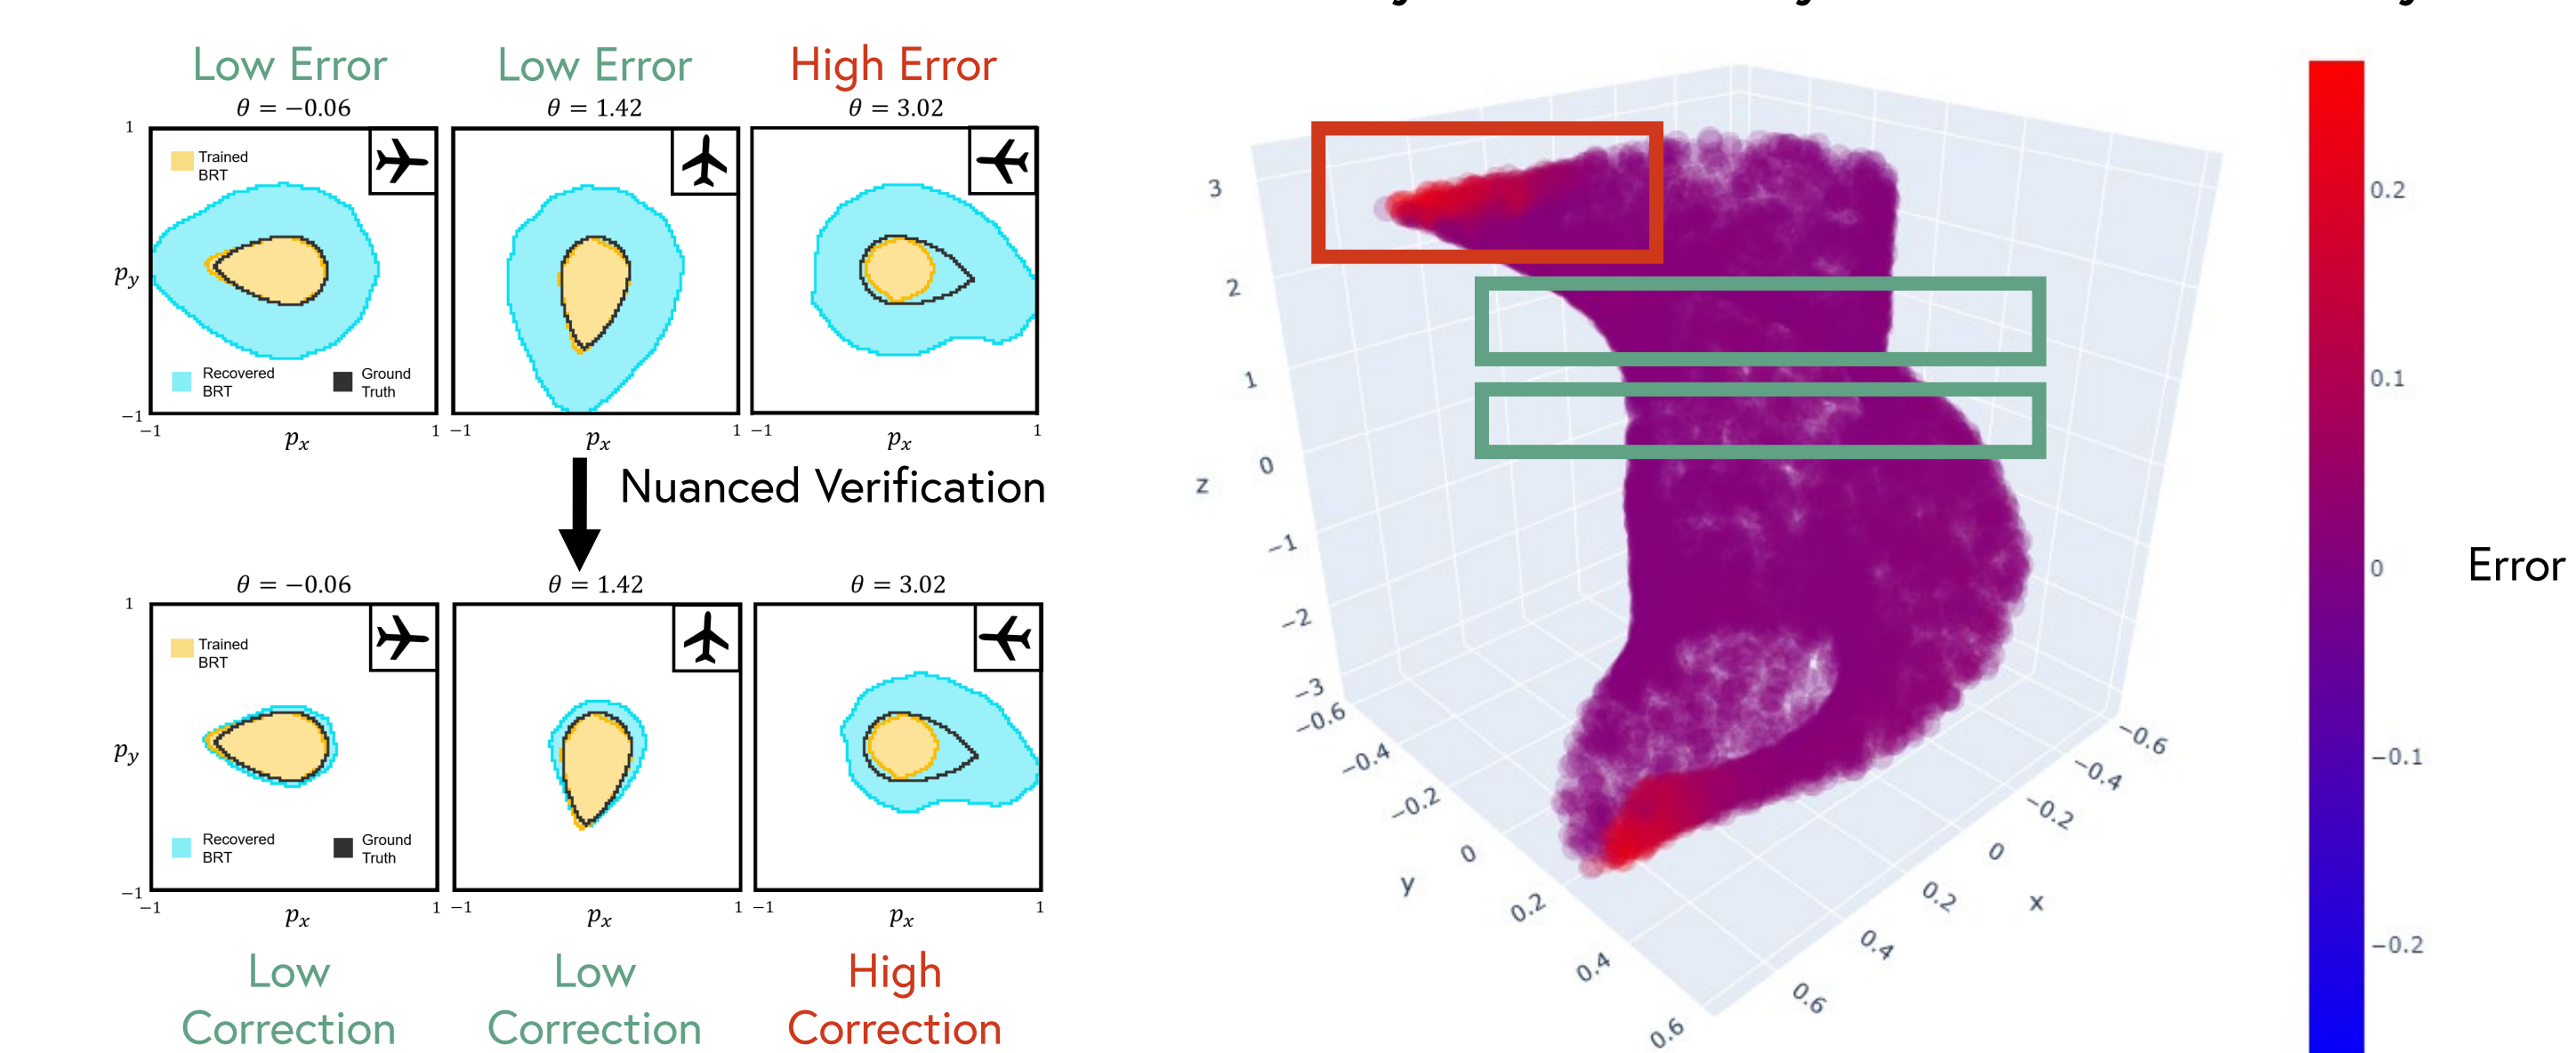 Low Error
Low Error
High Error
θ = −0.06
θ = 1.42
θ = 3.02
1
Trained
BRT
p_y
Recovered
BRT
Ground
Truth
−1
−1
p_x
1
−1
p_x
1
−1
p_x
1
Nuanced Verification
θ = −0.06
θ = 1.42
θ = 3.02
1
Trained
BRT
p_y
Recovered
BRT
Ground
Truth
−1
−1
p_x
1
−1
p_x
1
−1
p_x
1
Low
Correction
Low
Correction
High
Correction
3
2
1
0
z
−1
−2
−3
−0.6
−0.4
−0.2
0
y
0.2
0.4
0.6
−0.6
−0.4
−0.2
0
x
0.2
0.4
0.6
0.2
0.1
0
−0.1
−0.2
Error